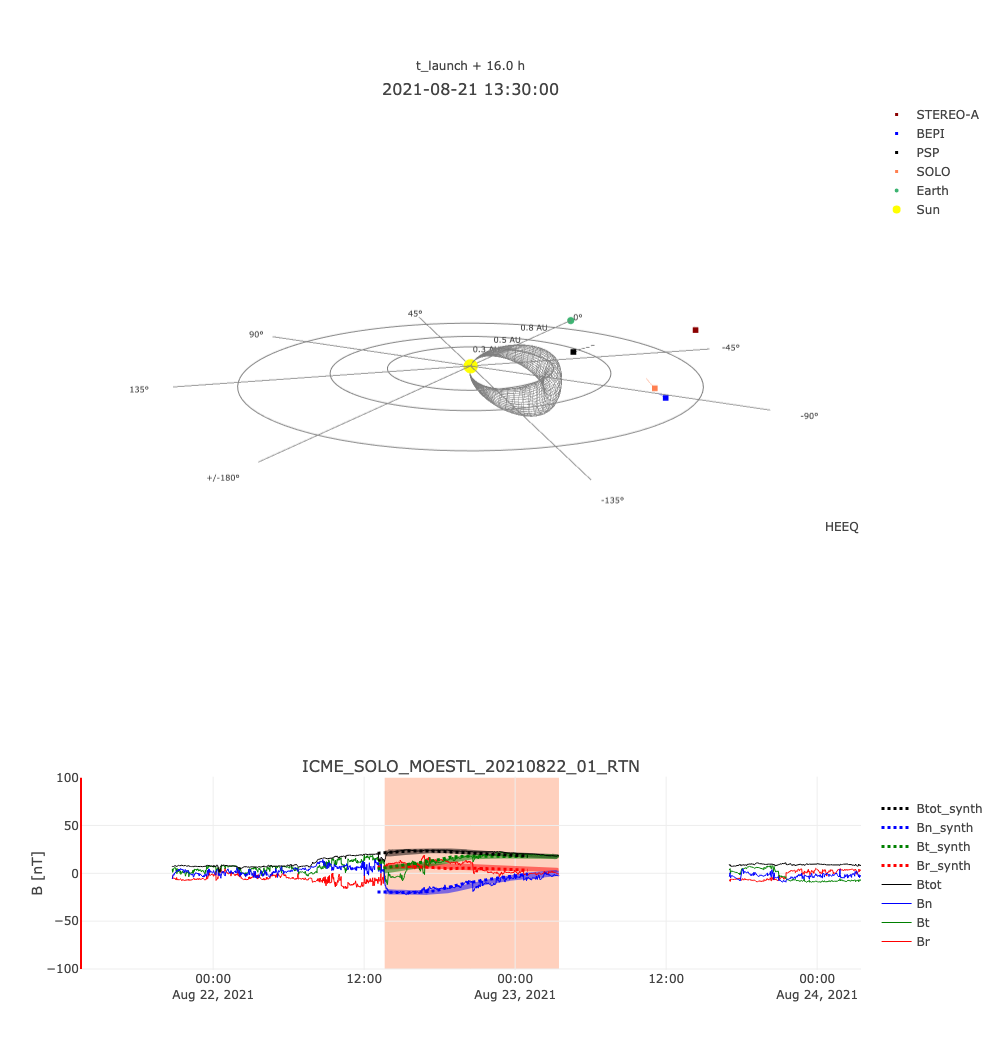 t_launch + 16.0 h
2021-08-21 13:30:00
STEREO-A
BEPI
PSP
SOLO
Earth
Sun
45°
0°
90°
0.8 AU
0.5 AU
-45°
135°
-90°
+/-180°
-135°
HEEQ
ICME_SOLO_MOESTL_20210822_01_RTN
B [nT]
100
50
0
−50
−100
00:00
Aug 22, 2021
12:00
00:00
Aug 23, 2021
12:00
00:00
Aug 24, 2021
Btot_synth
Bn_synth
Bt_synth
Br_synth
Btot
Bn
Bt
Br